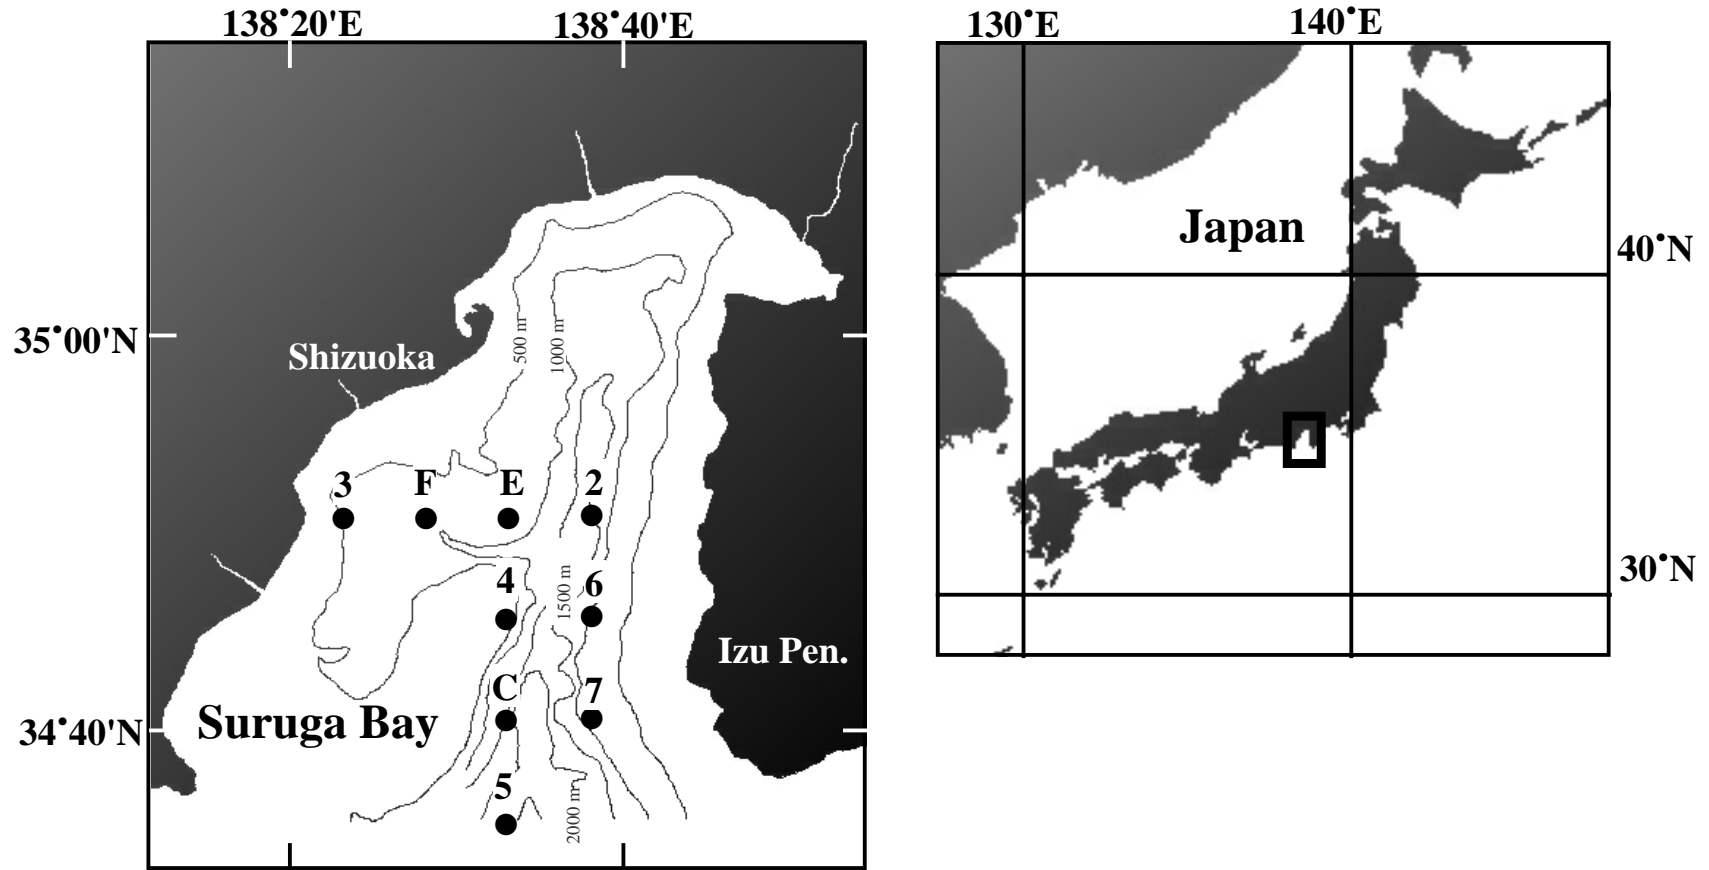 138°20'E
138°40'E
130°E
140°E
Japan
40°N
35°00'N
Shizuoka
500 m
1000 m
3
F
E
2
4
1500 m
6
30°N
Izu Pen.
C
7
Suruga Bay
34°40'N
5
2000 m